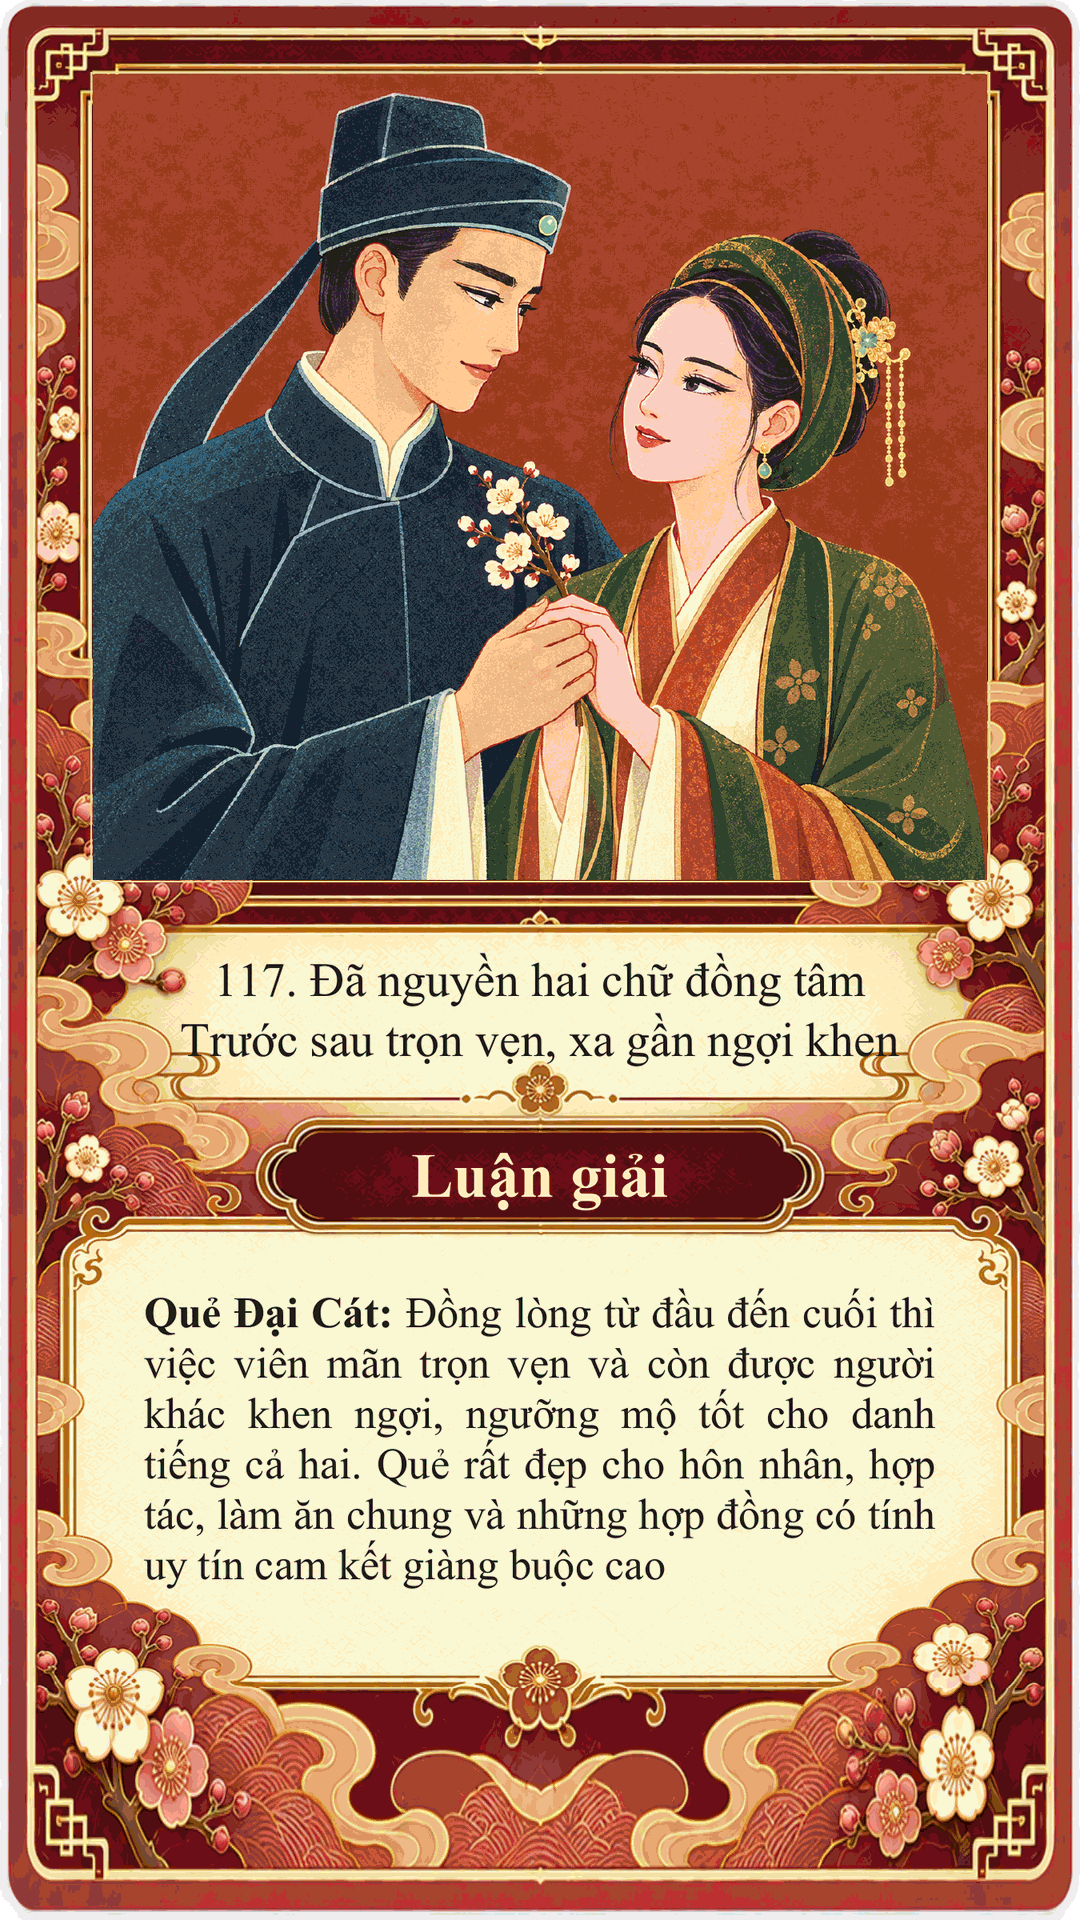 117. Đã nguyền hai chữ đồng tâm
Trước sau trọn vẹn, xa gần ngợi khen
Luận giải
Quẻ Đại Cát: Đồng lòng từ đầu đến cuối thì
việc viên mãn trọn vẹn và còn được người
khác khen ngợi, ngưỡng mộ tốt cho danh
tiếng cả hai. Quẻ rất đẹp cho hôn nhân, hợp
tác, làm ăn chung và những hợp đồng có tính
uy tín cam kết giàng buộc cao